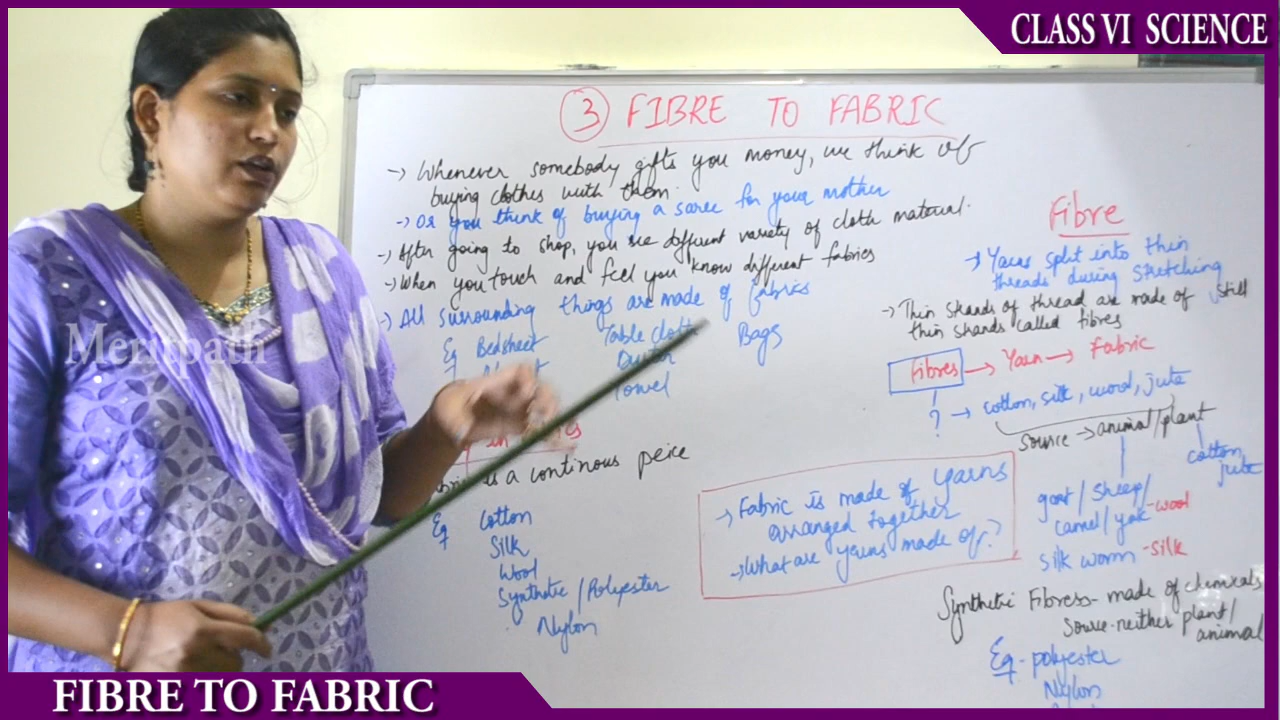 CLASS VI SCIENCE
3 FIBRE TO FABRIC
-> Whenever somebody gifts you money, we think of
buying clothes with them.
-> Or you think of buying a saree for your mother
-> After going to shop, you see different variety of cloth material.
-> When you touch and feel you know different fabrics
-> All surrounding things are made of fabrics
Eg Bedsheet Table cloth Bags
Duster
Towel
in
is a continous peice
Eg Cotton
Silk
Wool
Synthetic / Polyester
Nylon
-> Fabric is made of yarns
arranged together
-> What are yarns made of?
Fibre
-> Yarns split into thin
threads during stretching
-> Thin strands of thread are made of still
thin strands called fibres
Fibres -> Yarn -> Fabric
? -> cotton, silk, wool, jute
Source -> animal/plant
cotton
jute
goat / sheep/
camel / yak - wool
silk worm - silk
Synthetic Fibress - made of chemicals
Source - neither plant/
animal
Eg - polyester
Nylon
Meritpath
FIBRE TO FABRIC